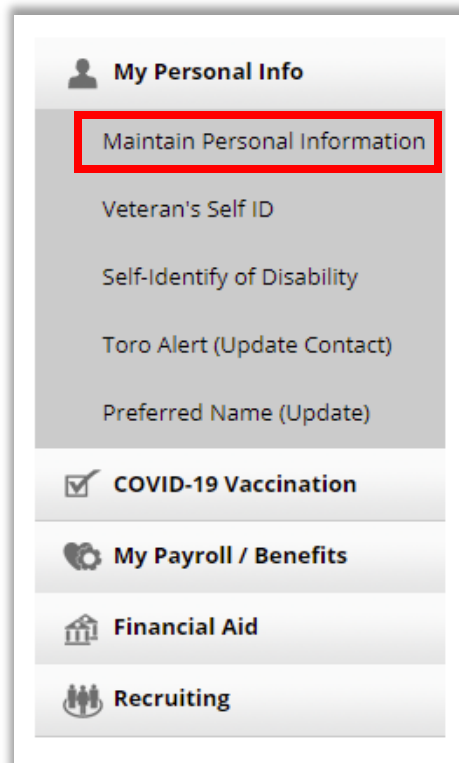 My Personal Info
Maintain Personal Information
Veteran's Self ID
Self-Identify of Disability
Toro Alert (Update Contact)
Preferred Name (Update)
COVID-19 Vaccination
My Payroll / Benefits
Financial Aid
Recruiting